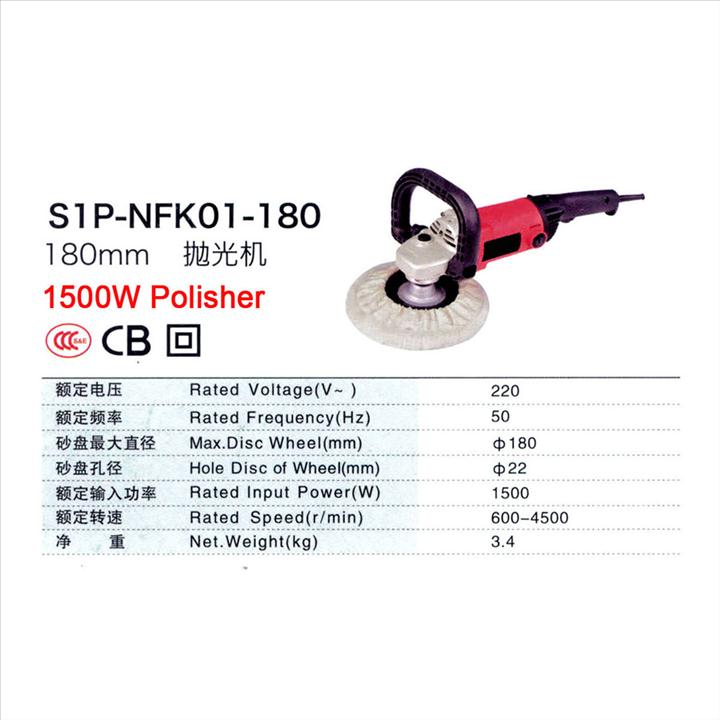 S1P-NFK01-180
180mm 抛光机
1500W Polisher
CCC S&E CB
额定电压 Rated Voltage(V~ ) 220
额定频率 Rated Frequency(Hz) 50
砂盘最大直径 Max.Disc Wheel(mm) φ180
砂盘孔径 Hole Disc of Wheel(mm) φ22
额定输入功率 Rated Input Power(W) 1500
额定转速 Rated Speed(r/min) 600-4500
净 重 Net.Weight(kg) 3.4